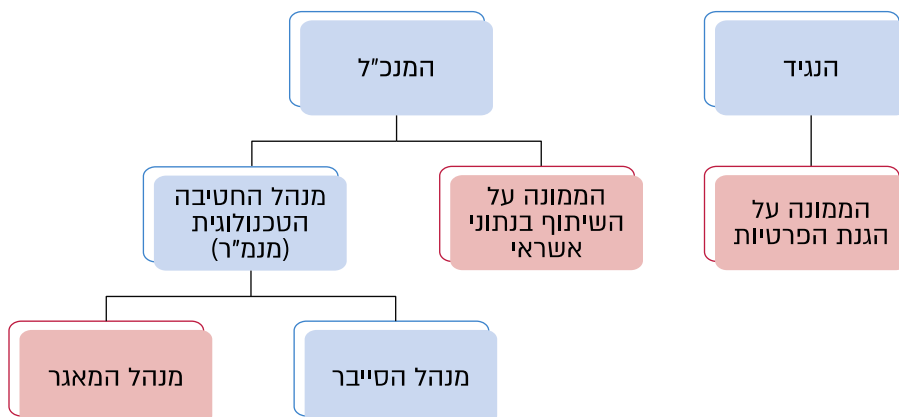 הנגיד
המנכ"ל
הממונה על
הגנת הפרטיות
הממונה על
השיתוף בנתוני
אשראי
מנהל החטיבה
הטכנולוגית
(מנמ"ר)
מנהל הסייבר
מנהל המאגר